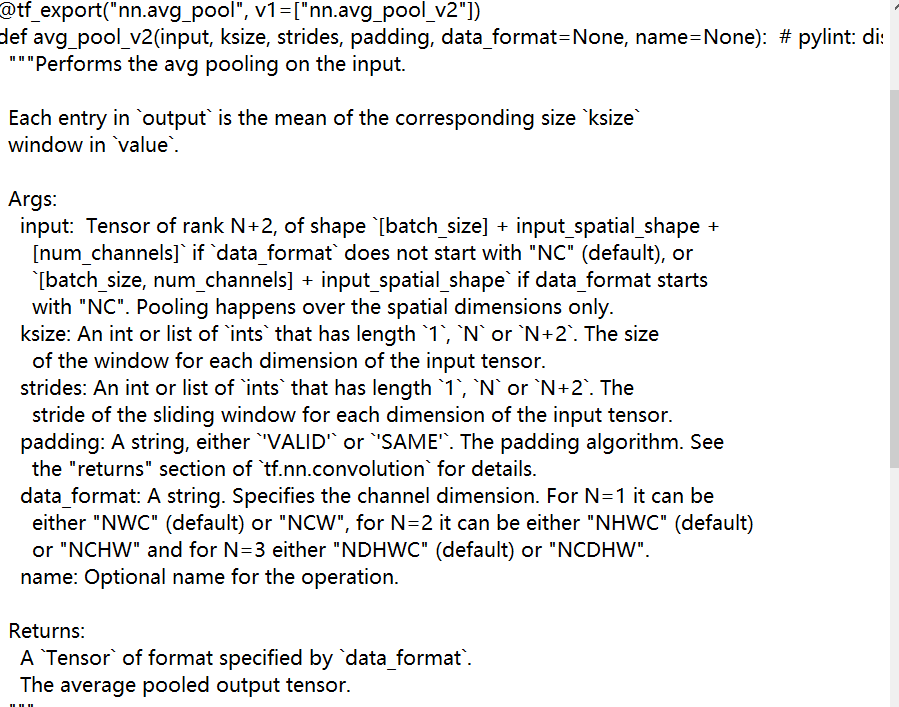 @tf_export("nn.avg_pool", v1=["nn.avg_pool_v2"])
def avg_pool_v2(input, ksize, strides, padding, data_format=None, name=None):  # pylint:
"""Performs the avg pooling on the input.
Each entry in `output` is the mean of the corresponding size `ksize`
window in `value`.
Args:
input:  Tensor of rank N+2, of shape `[batch_size] + input_spatial_shape +
[num_channels]` if `data_format` does not start with "NC" (default), or
`[batch_size, num_channels] + input_spatial_shape` if data_format starts
with "NC". Pooling happens over the spatial dimensions only.
ksize: An int or list of `ints` that has length `1`, `N` or `N+2`. The size
of the window for each dimension of the input tensor.
strides: An int or list of `ints` that has length `1`, `N` or `N+2`. The
stride of the sliding window for each dimension of the input tensor.
padding: A string, either `'VALID'` or `'SAME'`. The padding algorithm. See
the "returns" section of `tf.nn.convolution` for details.
data_format: A string. Specifies the channel dimension. For N=1 it can be
either "NWC" (default) or "NCW", for N=2 it can be either "NHWC" (default)
or "NCHW" and for N=3 either "NDHWC" (default) or "NCDHW".
name: Optional name for the operation.
Returns:
A `Tensor` of format specified by `data_format`.
The average pooled output tensor.
"""